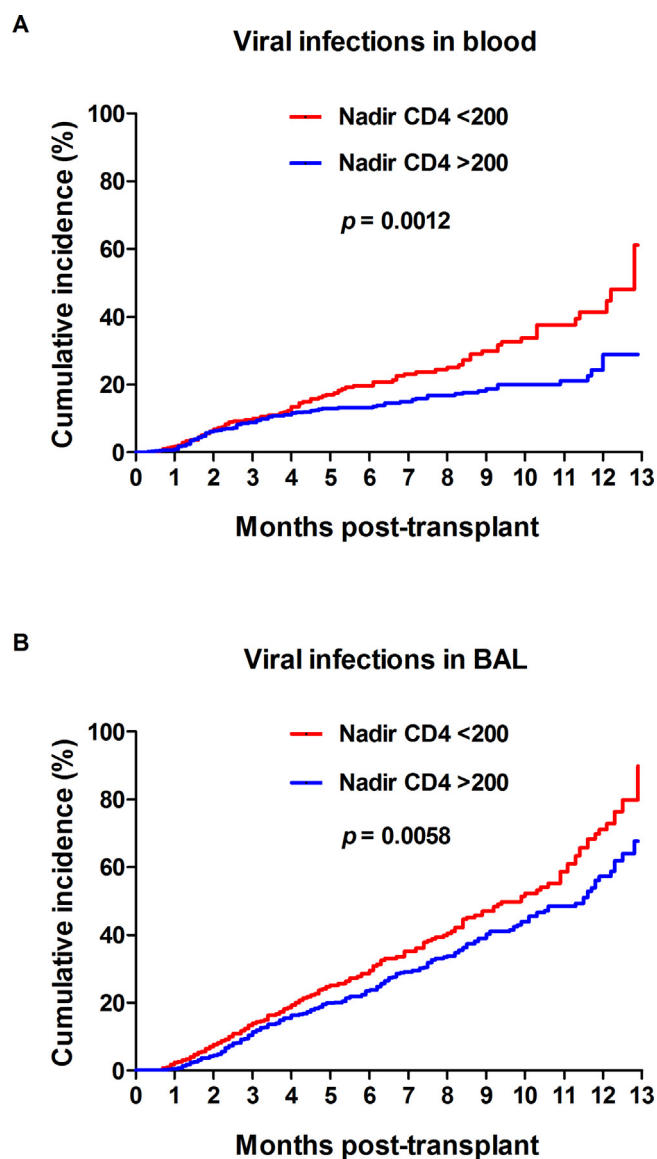 A
Viral infections in blood
Cumulative incidence (%)
100
80
60
40
20
0
Nadir CD4 <200
Nadir CD4 >200
p = 0.0012
0 1 2 3 4 5 6 7 8 9 10 11 12 13
Months post-transplant
B
Viral infections in BAL
Cumulative incidence (%)
100
80
60
40
20
0
Nadir CD4 <200
Nadir CD4 >200
p = 0.0058
0 1 2 3 4 5 6 7 8 9 10 11 12 13
Months post-transplant